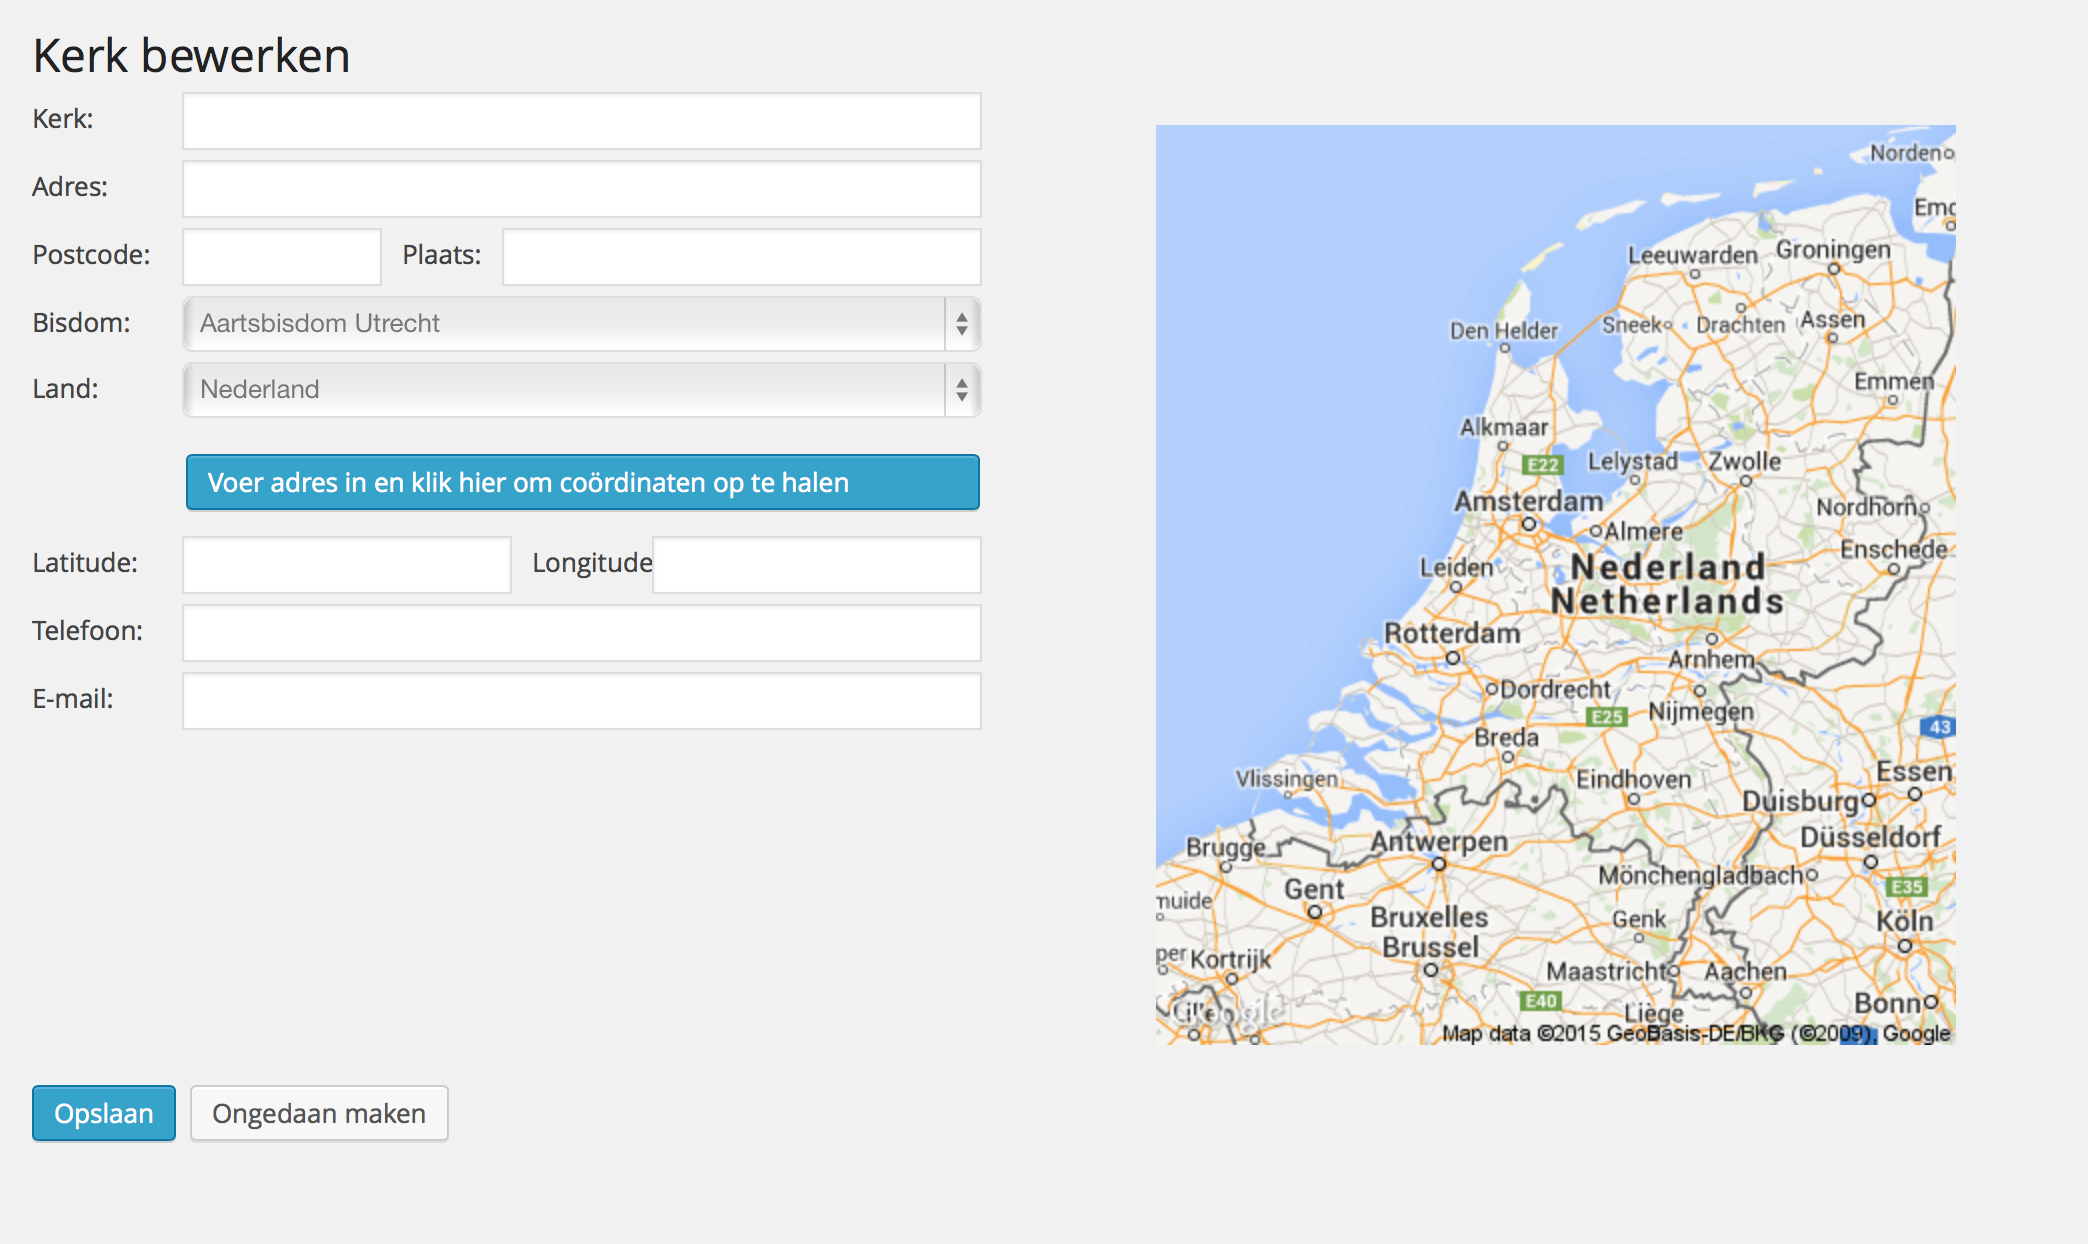 Kerk bewerken
Kerk:
Adres:
Postcode: Plaats:
Bisdom: Aartsbisdom Utrecht
Land: Nederland
Voer adres in en klik hier om coördinaten op te halen
Latitude: Longitude
Telefoon:
E-mail:
Opslaan Ongedaan maken
Norden
Emd
Leeuwarden Groningen
Den Helder Sneek Drachten Assen
Emmen
Alkmaar
E22 Lelystad Zwolle
Amsterdam Nordhorn
Almere
Enschede
Leiden Nederland
Netherlands
Rotterdam
Arnhem
Dordrecht
E25 Nijmegen
43
Breda
Vlissingen Eindhoven Essen
Duisburg
Brugge Antwerpen Düsseldorf
Mönchengladbach
E35
Gent
muide
Bruxelles Genk Köln
Brussel
per Kortrijk
Maastricht Aachen
E40
Bonn
Google
Liège
Map data ©2015 GeoBasis-DE/BKG (©2009), Google